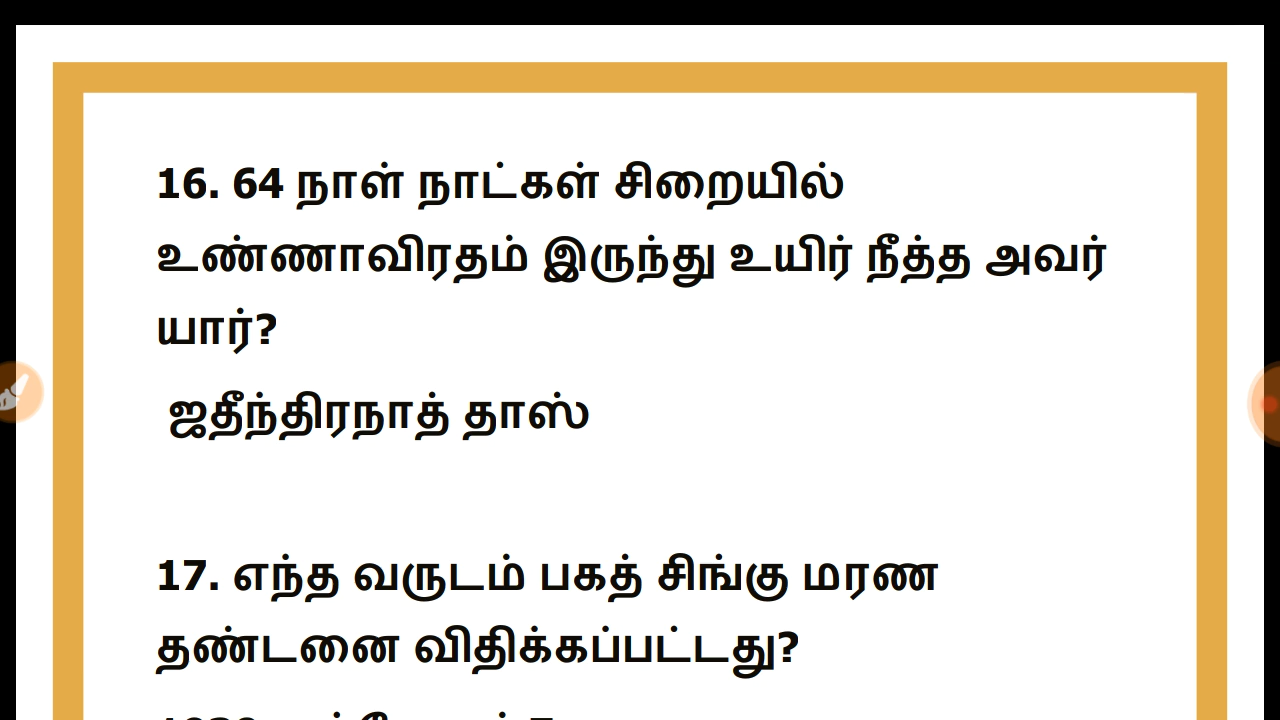 16. 64 நாள் நாட்கள் சிறையில்
உண்ணாவிரதம் இருந்து உயிர் நீத்த அவர்
யார்?
ஜதீந்திரநாத் தாஸ்
17. எந்த வருடம் பகத் சிங்கு மரண
தண்டனை விதிக்கப்பட்டது?